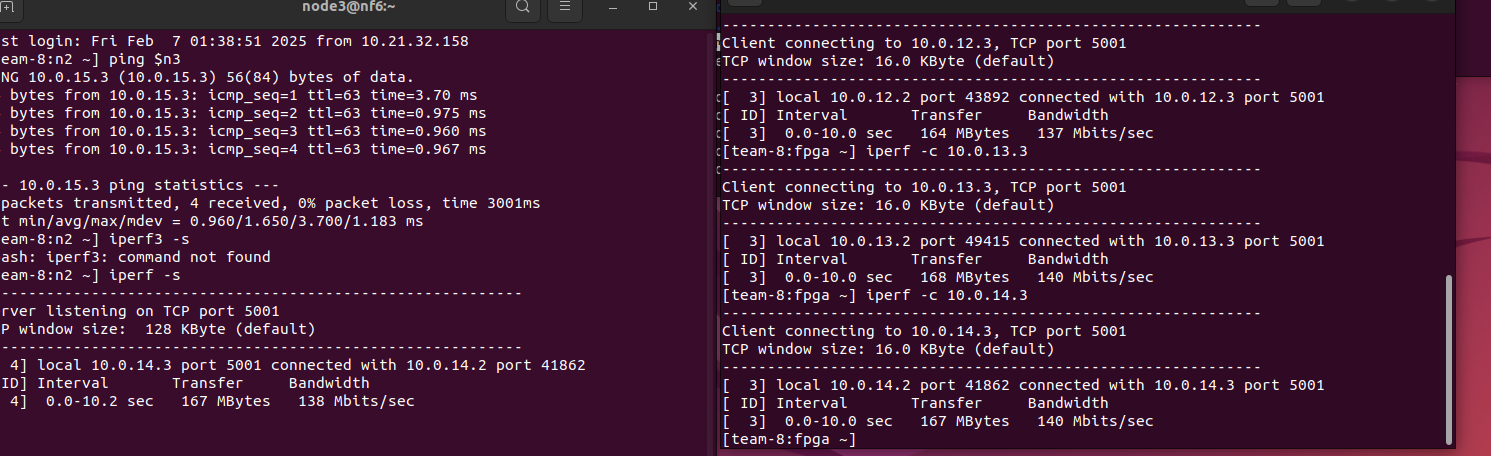 node3@nf6:~
st login: Fri Feb  7 01:38:51 2025 from 10.21.32.158
eam-8:n2 ~] ping $n3
NG 10.0.15.3 (10.0.15.3) 56(84) bytes of data.
bytes from 10.0.15.3: icmp_seq=1 ttl=63 time=3.70 ms
bytes from 10.0.15.3: icmp_seq=2 ttl=63 time=0.975 ms
bytes from 10.0.15.3: icmp_seq=3 ttl=63 time=0.960 ms
bytes from 10.0.15.3: icmp_seq=4 ttl=63 time=0.967 ms
- 10.0.15.3 ping statistics ---
packets transmitted, 4 received, 0% packet loss, time 3001ms
t min/avg/max/mdev = 0.960/1.650/3.700/1.183 ms
eam-8:n2 ~] iperf3 -s
ash: iperf3: command not found
eam-8:n2 ~] iperf -s
------------------------------------------------------------
rver listening on TCP port 5001
P window size:  128 KByte (default)
------------------------------------------------------------
4] local 10.0.14.3 port 5001 connected with 10.0.14.2 port 41862
ID] Interval       Transfer     Bandwidth
4]  0.0-10.2 sec   167 MBytes   138 Mbits/sec
------------------------------------------------------------
Client connecting to 10.0.12.3, TCP port 5001
TCP window size: 16.0 KByte (default)
------------------------------------------------------------
[  3] local 10.0.12.2 port 43892 connected with 10.0.12.3 port 5001
[ ID] Interval       Transfer     Bandwidth
[  3]  0.0-10.0 sec   164 MBytes   137 Mbits/sec
[team-8:fpga ~] iperf -c 10.0.13.3
------------------------------------------------------------
Client connecting to 10.0.13.3, TCP port 5001
TCP window size: 16.0 KByte (default)
------------------------------------------------------------
[  3] local 10.0.13.2 port 49415 connected with 10.0.13.3 port 5001
[ ID] Interval       Transfer     Bandwidth
[  3]  0.0-10.0 sec   168 MBytes   140 Mbits/sec
[team-8:fpga ~] iperf -c 10.0.14.3
------------------------------------------------------------
Client connecting to 10.0.14.3, TCP port 5001
TCP window size: 16.0 KByte (default)
------------------------------------------------------------
[  3] local 10.0.14.2 port 41862 connected with 10.0.14.3 port 5001
[ ID] Interval       Transfer     Bandwidth
[  3]  0.0-10.0 sec   167 MBytes   140 Mbits/sec
[team-8:fpga ~]